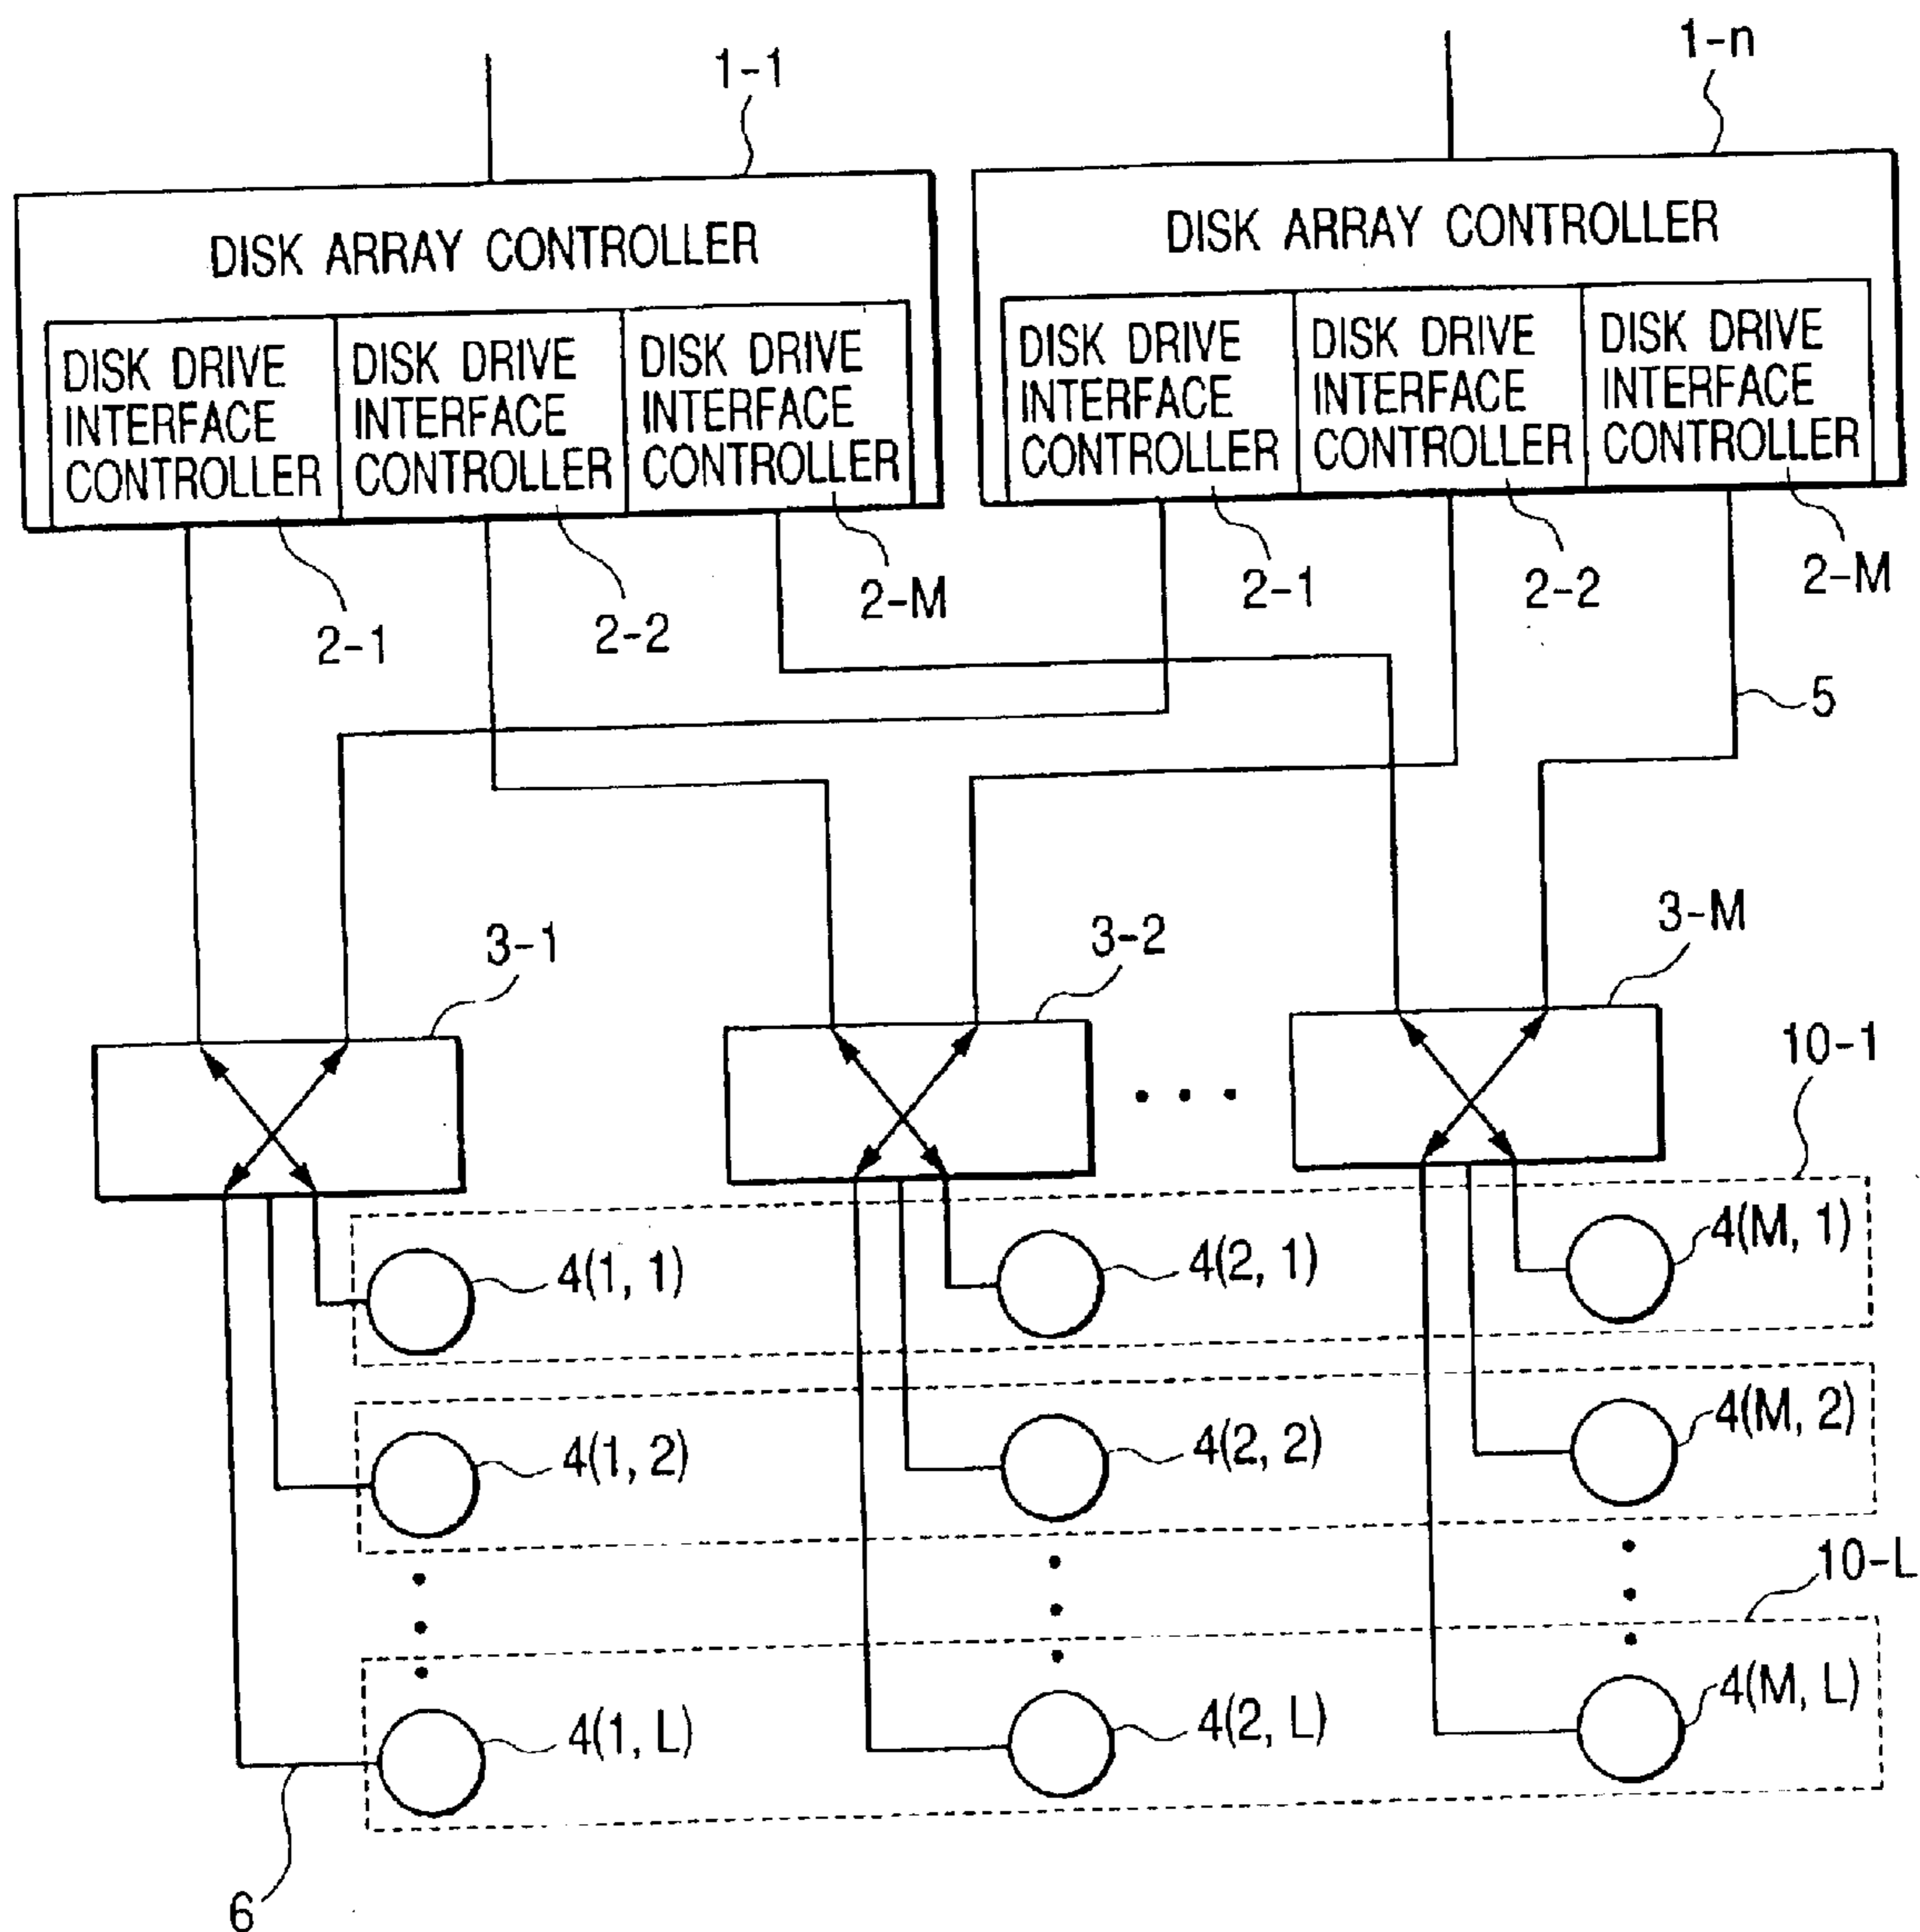 1-1
1-n
DISK ARRAY CONTROLLER
DISK ARRAY CONTROLLER
DISK DRIVE
INTERFACE
CONTROLLER
DISK DRIVE
INTERFACE
CONTROLLER
DISK DRIVE
INTERFACE
CONTROLLER
DISK DRIVE
INTERFACE
CONTROLLER
DISK DRIVE
INTERFACE
CONTROLLER
DISK DRIVE
INTERFACE
CONTROLLER
2-1
2-2
2-M
2-1
2-2
2-M
5
3-1
3-2
3-M
10-1
4(1, 1)
4(2, 1)
4(M, 1)
4(1, 2)
4(2, 2)
4(M, 2)
10-L
4(1, L)
4(2, L)
4(M, L)
6